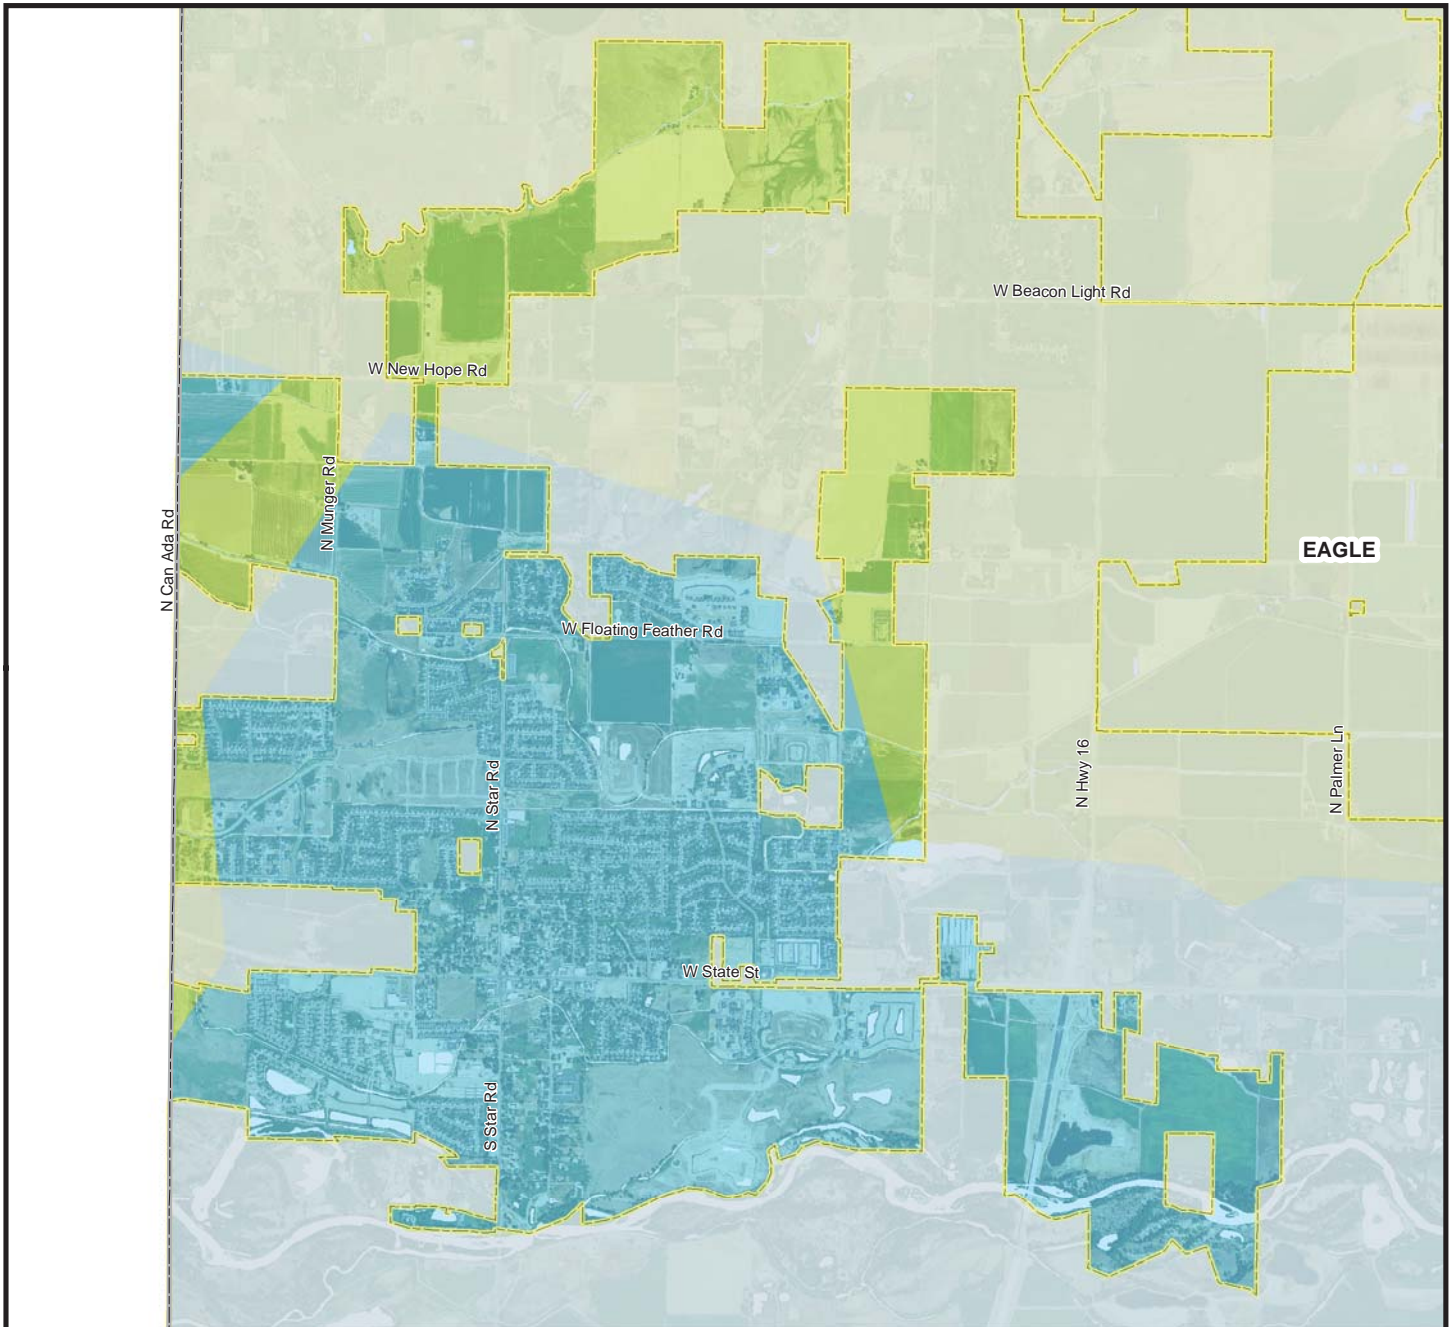 W Beacon Light Rd
W New Hope Rd
N Munger Rd
N Can Ada Rd
EAGLE
W Floating Feather Rd
N Star Rd
N Hwy 16
N Palmer Ln
W State St
S Star Rd